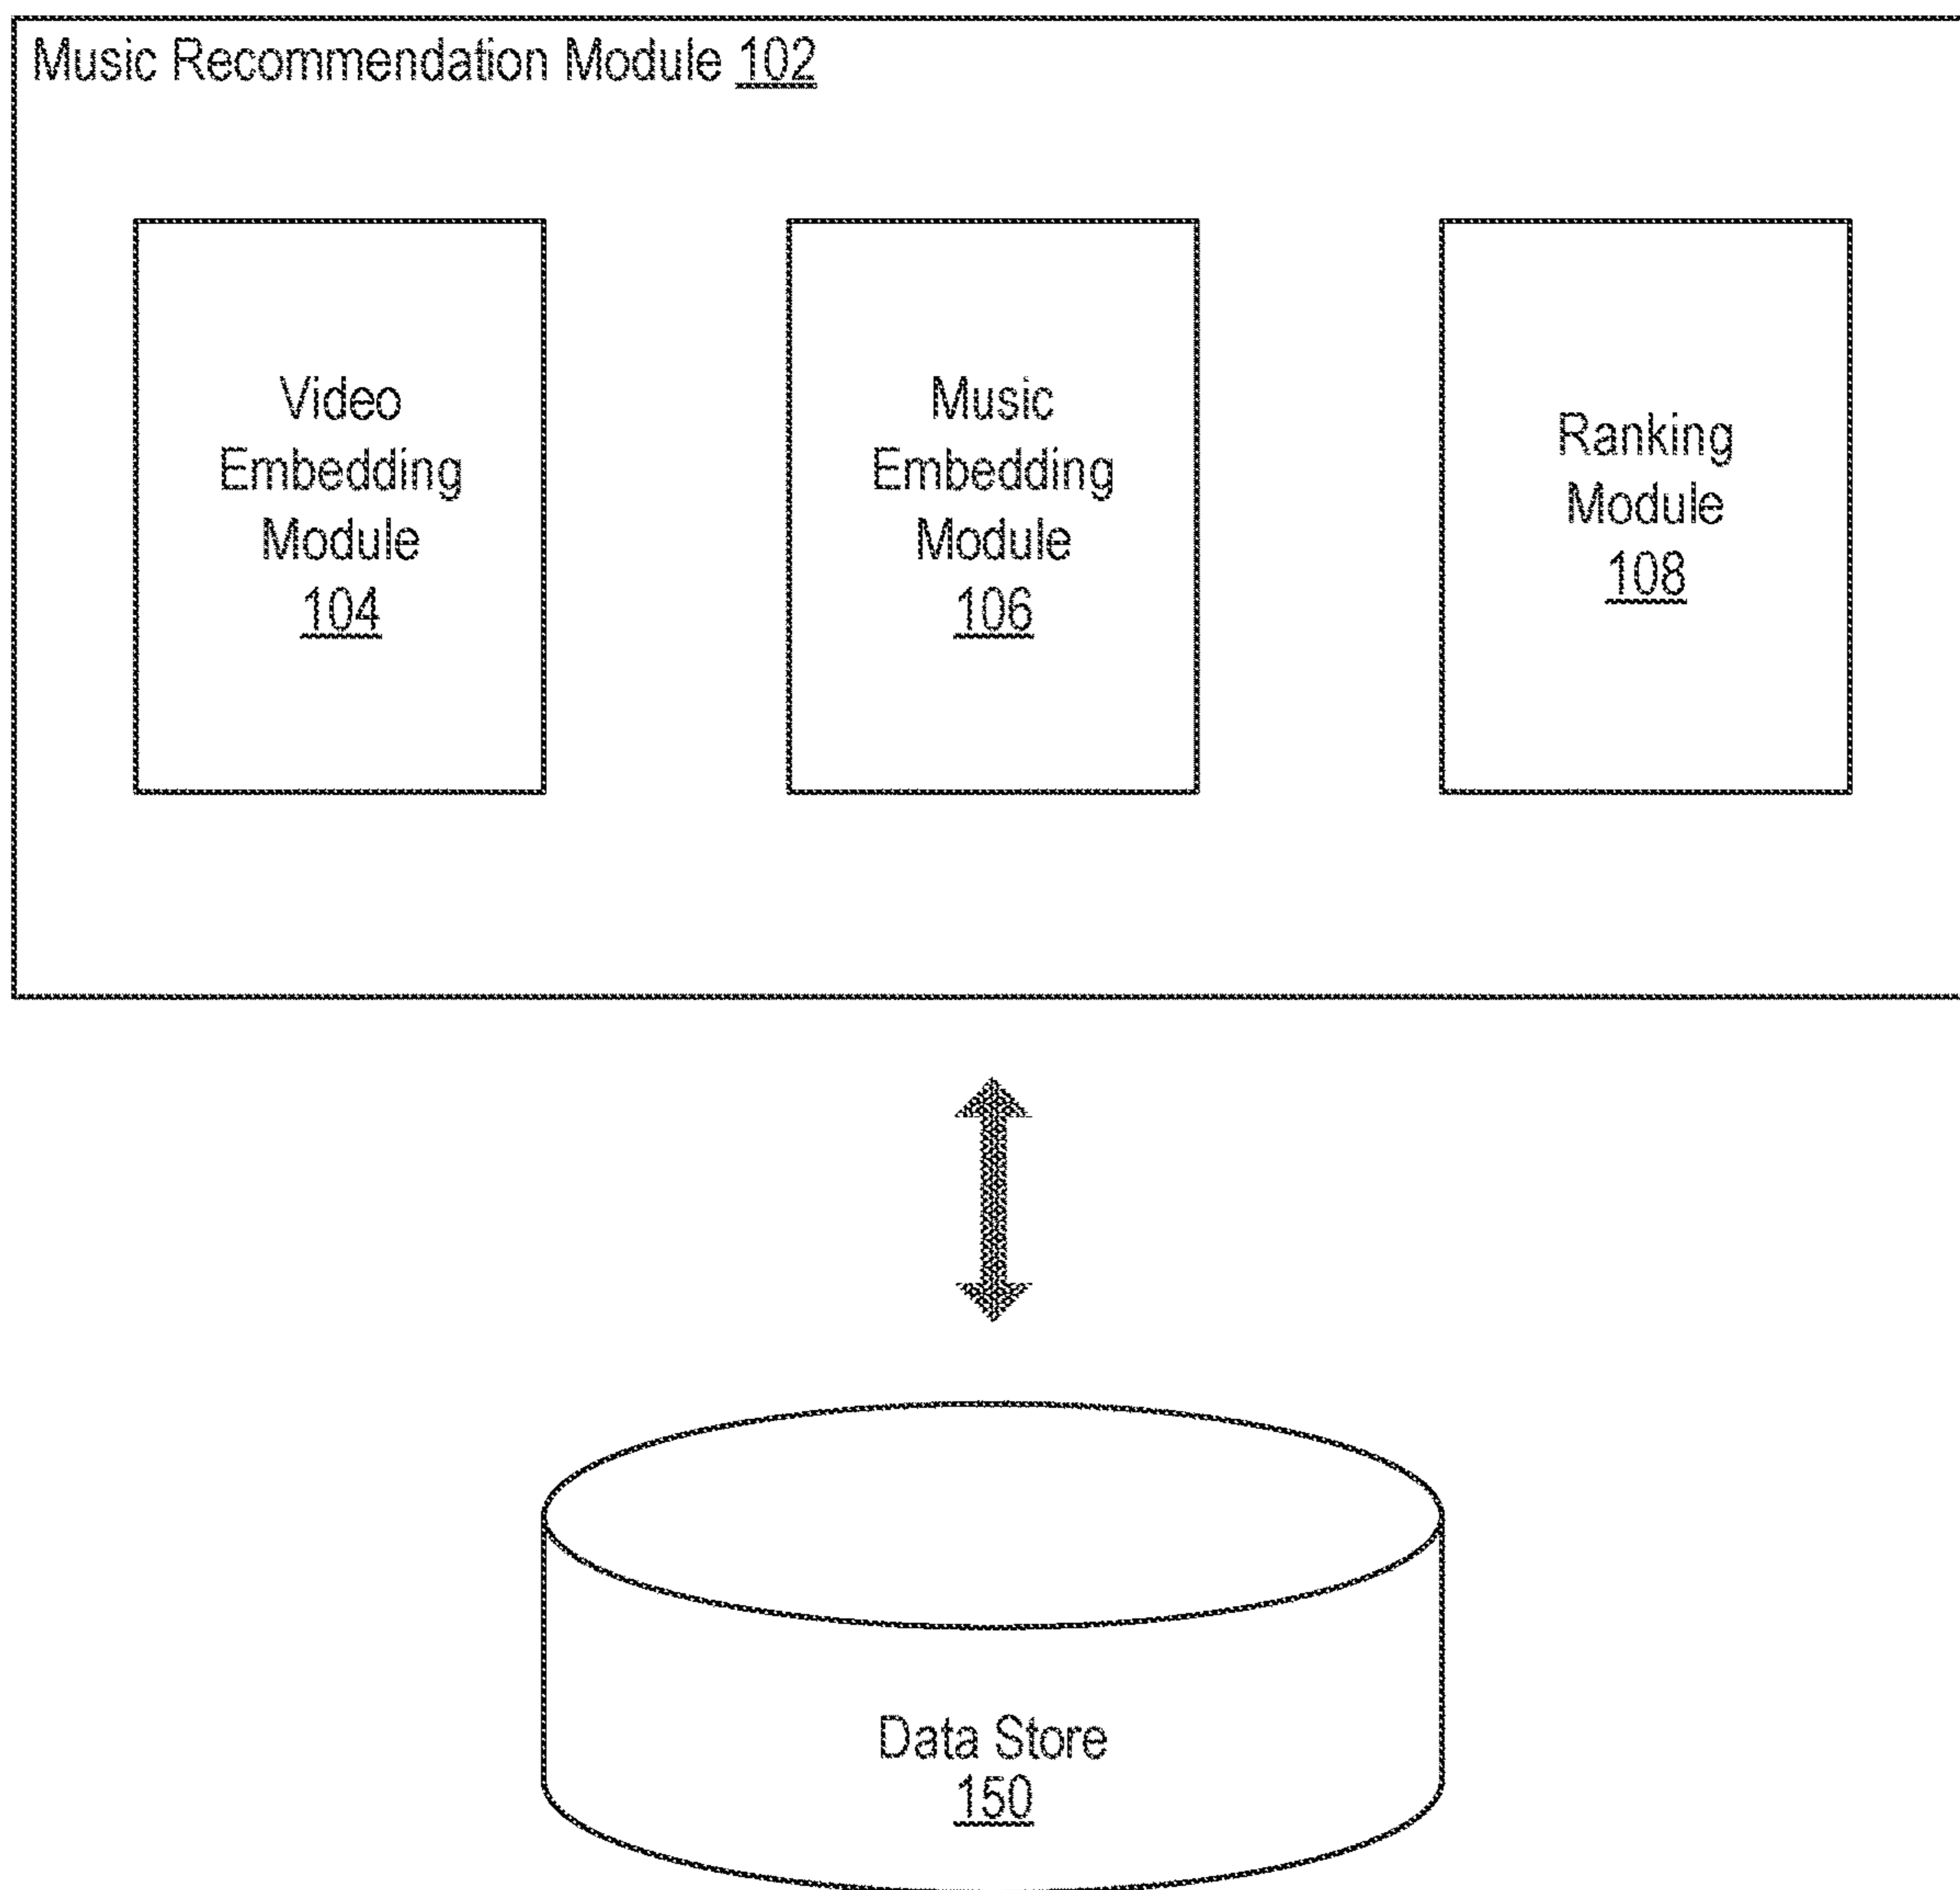 Music Recommendation Module 102
Video
Embedding
Module
104
Music
Embedding
Module
106
Ranking
Module
108
Data Store
150